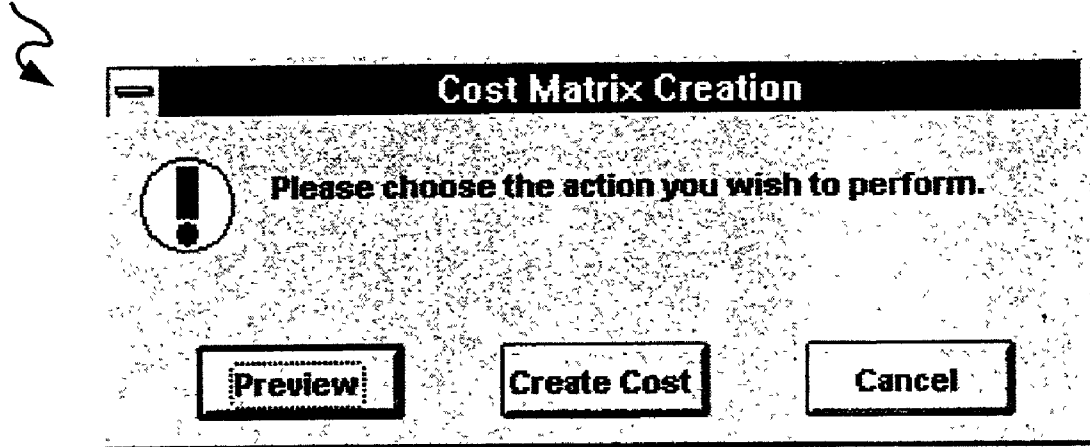 Cost Matrix Creation
Please choose the action you wish to perform.
Preview Create Cost Cancel